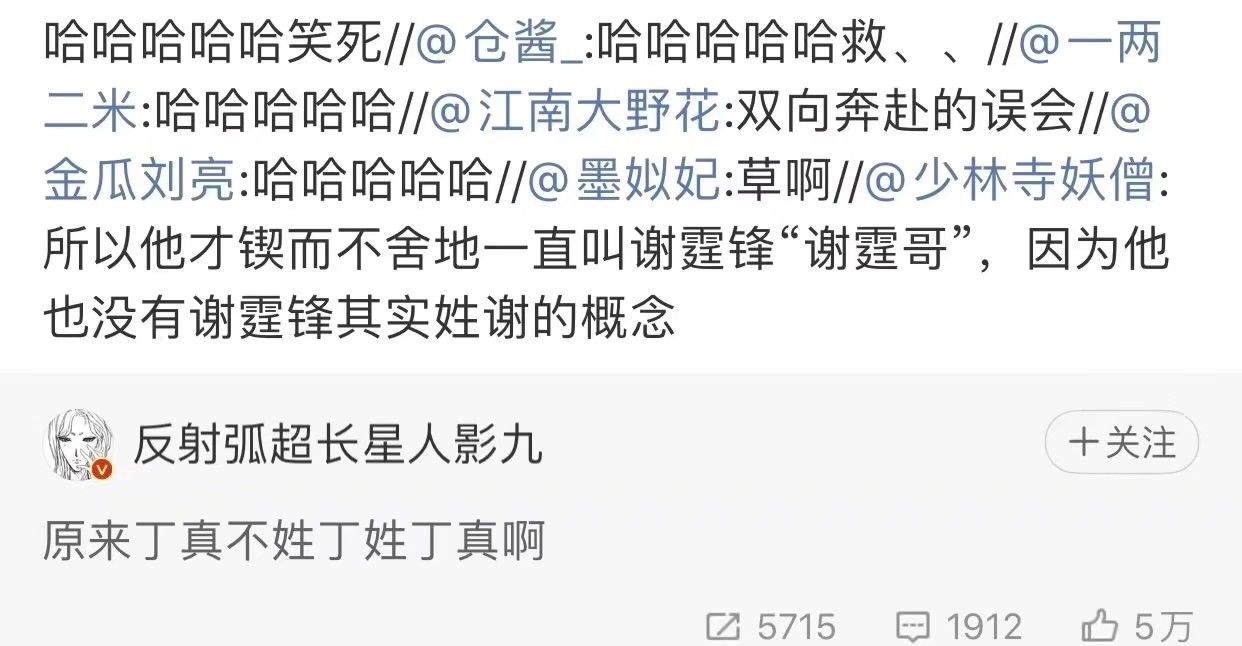 哈哈哈哈哈笑死//@仓酱_:哈哈哈哈哈救、、//@一两
二米:哈哈哈哈哈//@江南大野花:双向奔赴的误会//@
金瓜刘亮:哈哈哈哈哈//@墨姒妃:草啊//@少林寺妖僧:
所以他才锲而不舍地一直叫谢霆锋“谢霆哥”，因为他
也没有谢霆锋其实姓谢的概念
反射弧超长星人影九
+关注
原来丁真不姓丁姓丁真啊
5715 1912 5万